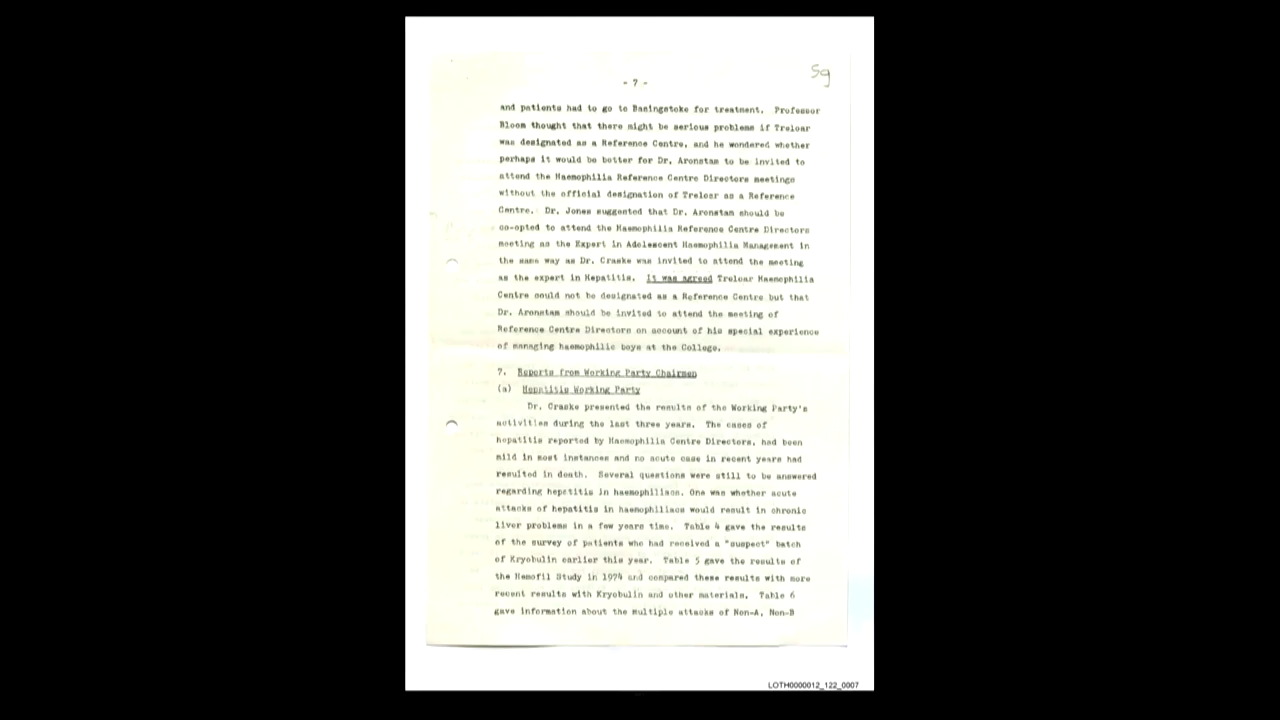 59
- 7 -
and patients had to go to Basingstoke for treatment. Professor
Bloom thought that there might be serious problems if Treloar
was designated as a Reference Centre, and he wondered whether
perhaps it would be better for Dr. Aronstam to be invited to
attend the Haemophilia Reference Centre Directors meetings
without the official designation of Treloar as a Reference
Centre. Dr. Jones suggested that Dr. Aronstam should be
co-opted to attend the Haemophilia Reference Centre Directors
meeting as the Expert in Adolescent Haemophilia Management in
the same way as Dr. Craske was invited to attend the meeting
as the expert in Hepatitis. It was agreed Treloar Haemophilia
Centre could not be designated as a Reference Centre but that
Dr. Aronstam should be invited to attend the meeting of
Reference Centre Directors on account of his special experience
of managing haemophilic boys at the College.
7. Reports from Working Party Chairmen
(a) Hepatitis Working Party
Dr. Craske presented the results of the Working Party's
activities during the last three years. The cases of
hepatitis reported by Haemophilia Centre Directors, had been
mild in most instances and no acute case in recent years had
resulted in death. Several questions were still to be answered
regarding hepetitis in haemophiliacs. One was whether acute
attacks of hepatitis in haemophiliacs would result in chronic
liver problems in a few years time. Table 4 gave the results
of the survey of patients who had received a "suspect" batch
of Kryobulin earlier this year. Table 5 gave the results of
the Hemofil Study in 1974 and compared these results with more
recent results with Kryobulin and other materials. Table 6
gave information about the multiple attacks of Non-A, Non-B
LOTH0000012_122_0007